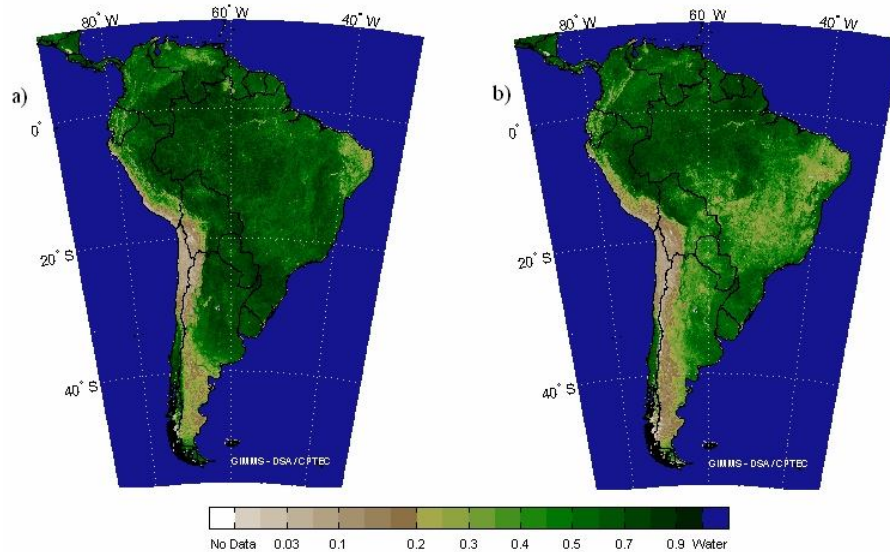 80° W 60° W 40° W
a)
0°
20° S
40° S
GIMMS - DSA / CPTEC
80° W 60° W 40° W
b)
0°
20° S
40° S
GIMMS - DSA / CPTEC
No Data 0.03 0.1 0.2 0.3 0.4 0.5 0.7 0.9 Water